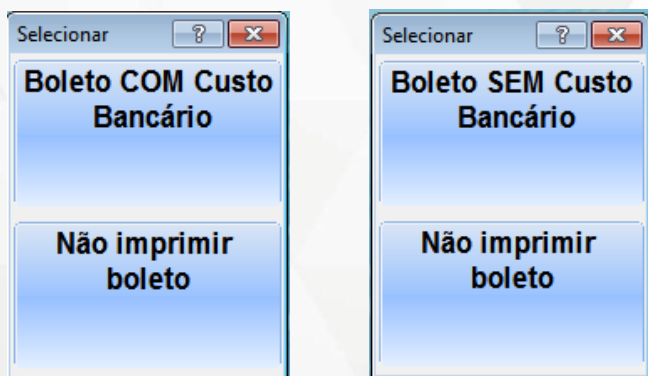 Selecionar
Boleto COM Custo
Bancário
Não imprimir
boleto
Selecionar
Boleto SEM Custo
Bancário
Não imprimir
boleto